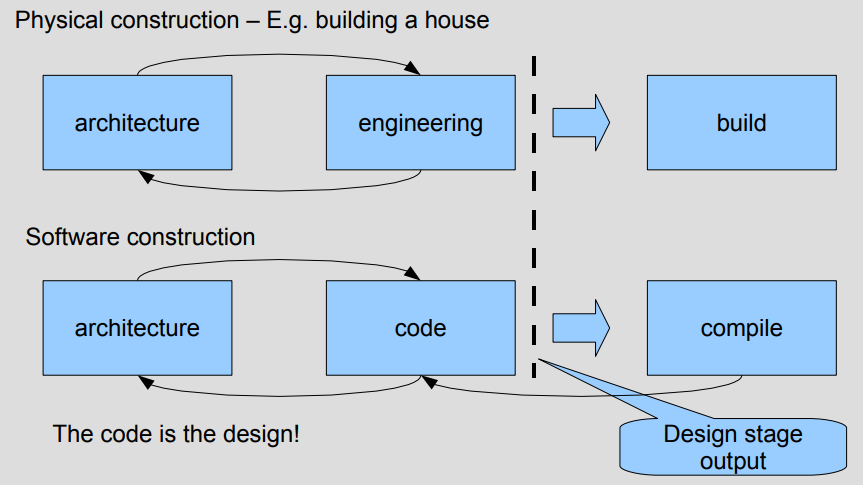 Physical construction – E.g. building a house
architecture
engineering
build
Software construction
architecture
code
compile
The code is the design!
Design stage
output